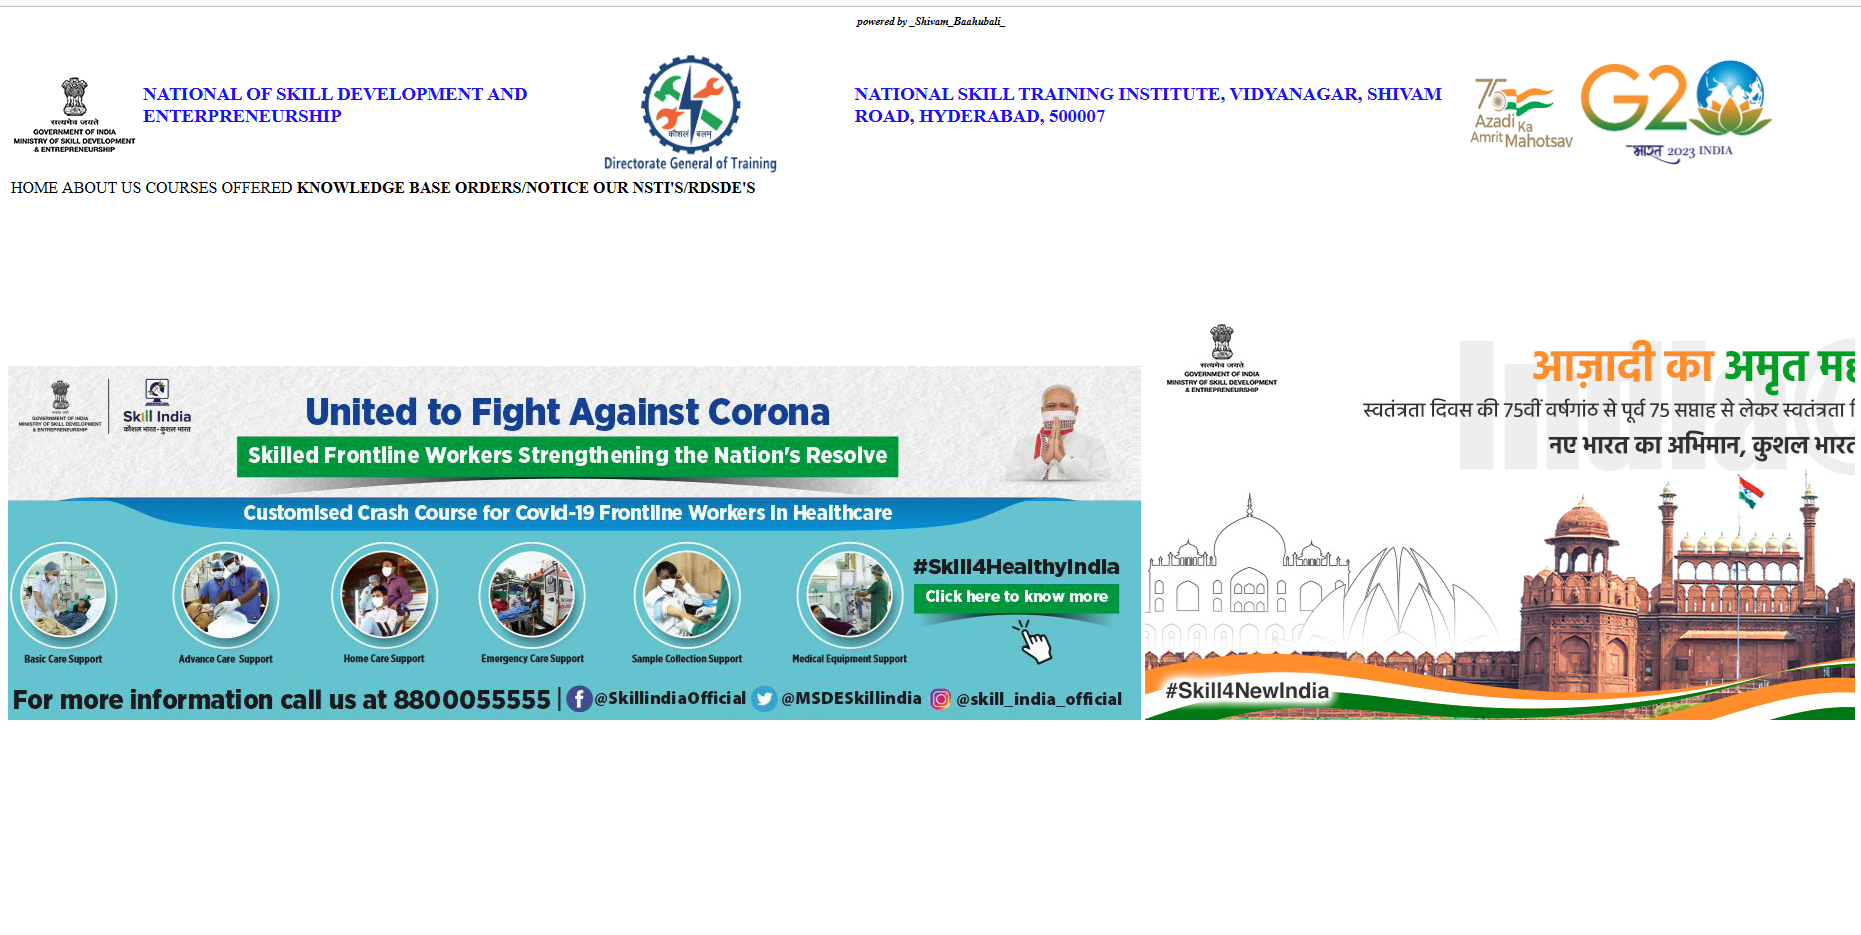 powered by _Shivam_Baahubali_
सत्यमेव जयते
GOVERNMENT OF INDIA
MINISTRY OF SKILL DEVELOPMENT
& ENTREPRENEURSHIP
NATIONAL OF SKILL DEVELOPMENT AND
ENTERPRENEURSHIP
कौशलं बलम्
Directorate General of Training
NATIONAL SKILL TRAINING INSTITUTE, VIDYANAGAR, SHIVAM
ROAD, HYDERABAD, 500007
75
Azadi Ka
Amrit Mahotsav
G20
भारत 2023 INDIA
HOME ABOUT US COURSES OFFERED KNOWLEDGE BASE ORDERS/NOTICE OUR NSTI'S/RDSDE'S
GOVERNMENT OF INDIA
MINISTRY OF SKILL DEVELOPMENT
& ENTREPRENEURSHIP
Skill India
कौशल भारत - कुशल भारत
United to Fight Against Corona
Skilled Frontline Workers Strengthening the Nation's Resolve
Customised Crash Course for Covid-19 Frontline Workers in Healthcare
Basic Care Support
Advance Care Support
Home Care Support
Emergency Care Support
Sample Collection Support
Medical Equipment Support
#Skill4HealthyIndia
Click here to know more
For more information call us at 8800055555 | @SkillindiaOfficial @MSDESkillindia @skill_india_official
सत्यमेव जयते
GOVERNMENT OF INDIA
MINISTRY OF SKILL DEVELOPMENT
& ENTREPRENEURSHIP
India@
आज़ादी का अमृत मह
स्वतंत्रता दिवस की 75वीं वर्षगांठ से पूर्व 75 सप्ताह से लेकर स्वतंत्रता
नए भारत का अभिमान, कुशल भारत
#Skill4NewIndia